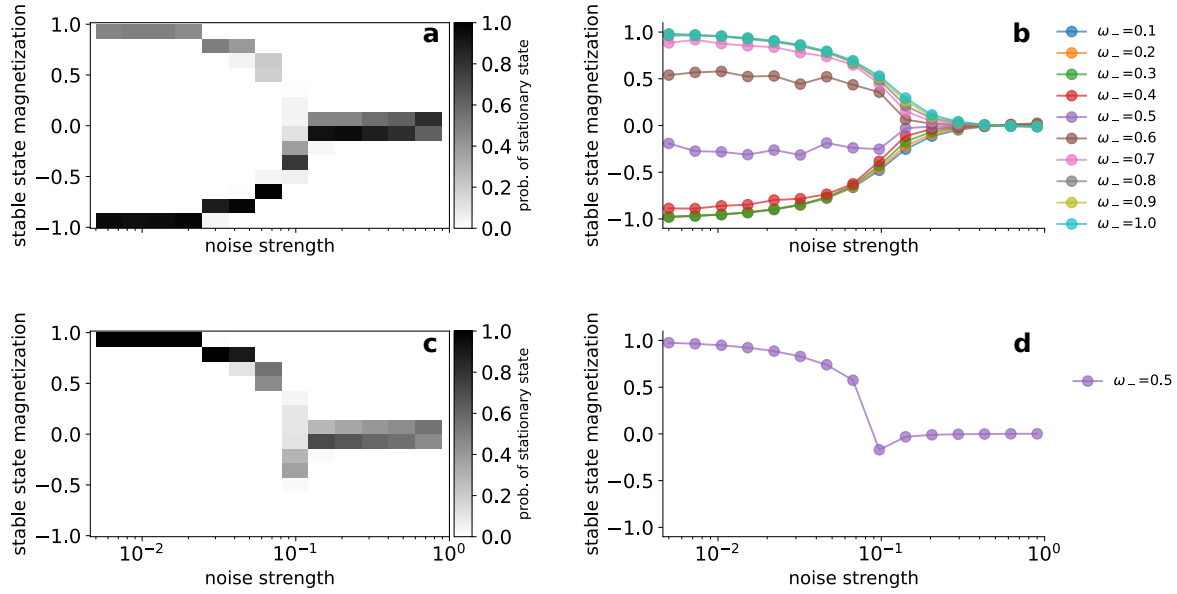 a
stable state magnetization
1.0
0.5
0.0
−0.5
−1.0
noise strength
1.0
0.8
0.6
0.4
0.2
0.0
prob. of stationary state
b
stable state magnetization
1.0
0.5
0.0
−0.5
−1.0
10⁻²
10⁻¹
10⁰
noise strength
ω₋=0.1
ω₋=0.2
ω₋=0.3
ω₋=0.4
ω₋=0.5
ω₋=0.6
ω₋=0.7
ω₋=0.8
ω₋=0.9
ω₋=1.0
c
stable state magnetization
1.0
0.5
0.0
−0.5
−1.0
10⁻²
10⁻¹
10⁰
noise strength
1.0
0.8
0.6
0.4
0.2
0.0
prob. of stationary state
d
stable state magnetization
1.0
0.5
0.0
−0.5
−1.0
10⁻²
10⁻¹
10⁰
noise strength
ω₋=0.5